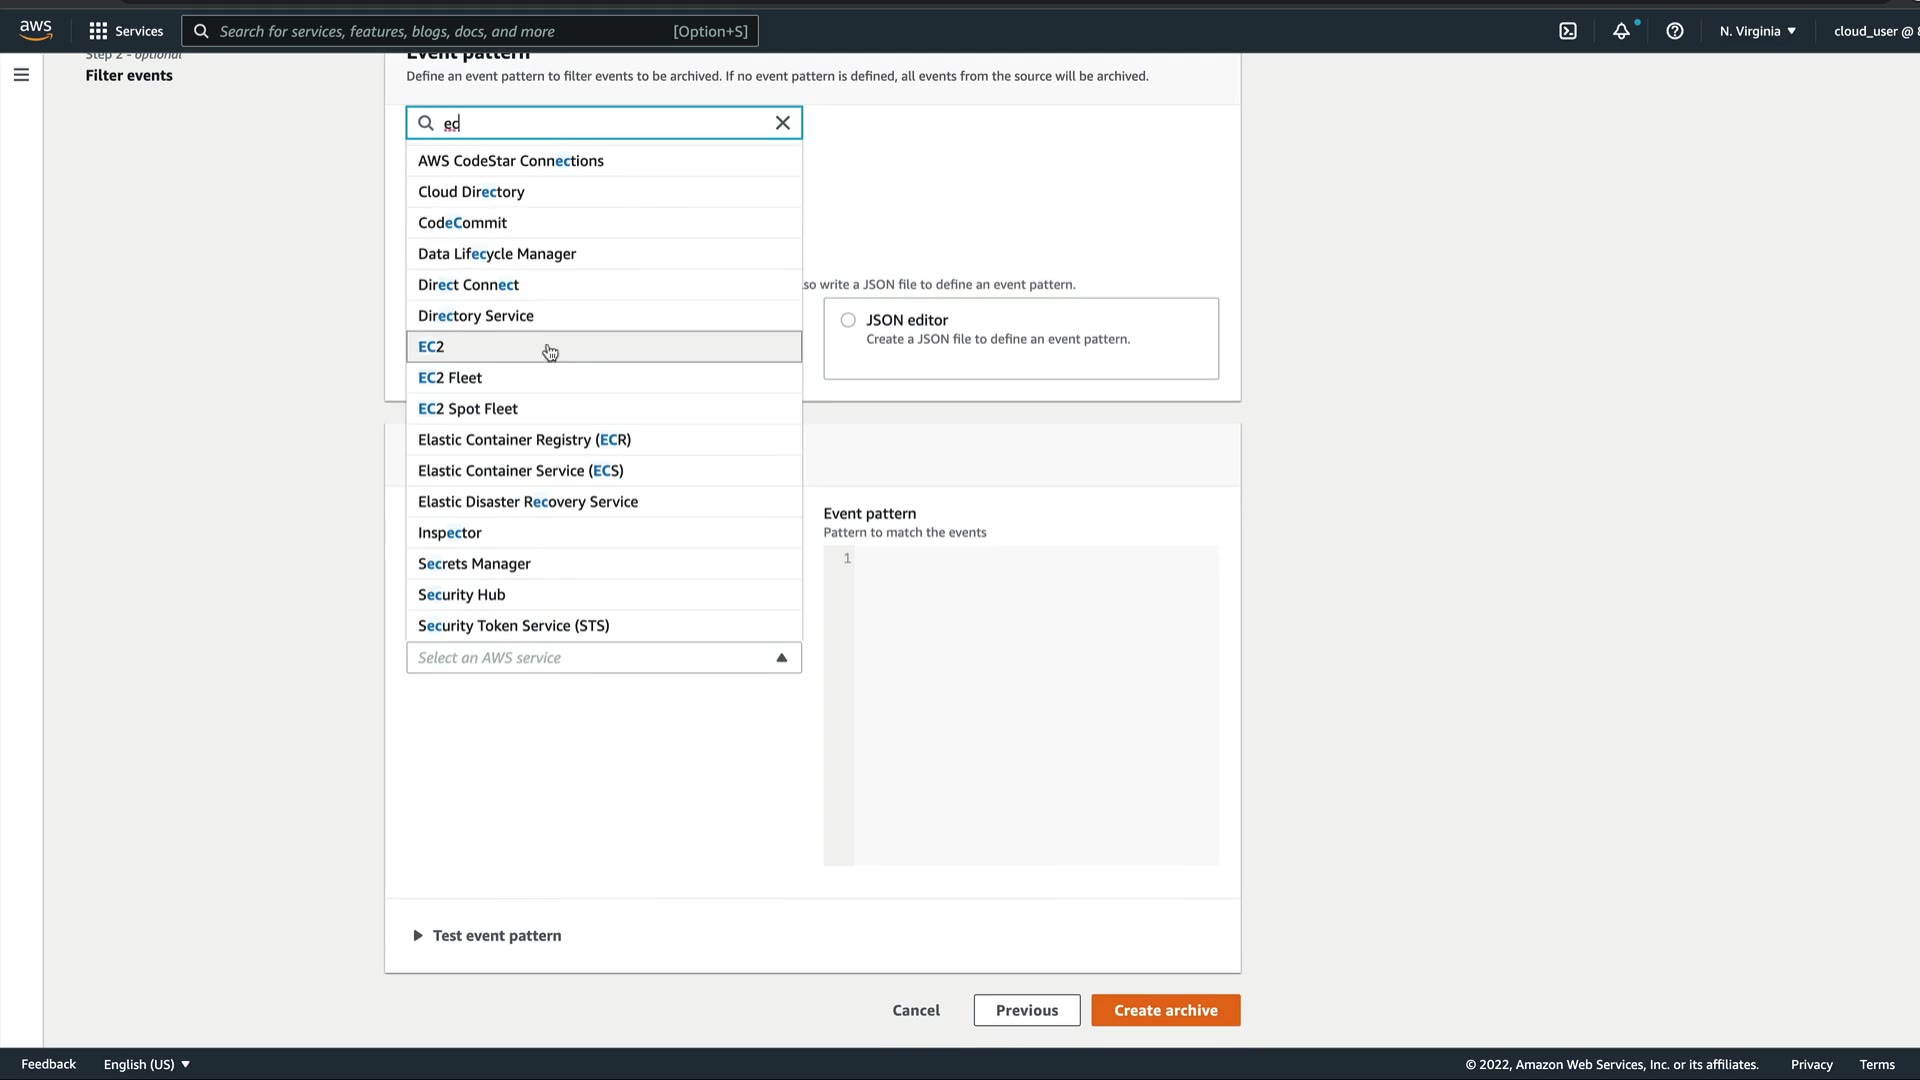 aws
Services
Search for services, features, blogs, docs, and more
[Option+S]
N. Virginia
cloud_user @ 8
Step 2 - optional
Filter events
Event pattern
Define an event pattern to filter events to be archived. If no event pattern is defined, all events from the source will be archived.
ec
AWS CodeStar Connections
Cloud Directory
CodeCommit
Data Lifecycle Manager
Direct Connect
Directory Service
EC2
EC2 Fleet
EC2 Spot Fleet
Elastic Container Registry (ECR)
Elastic Container Service (ECS)
Elastic Disaster Recovery Service
Inspector
Secrets Manager
Security Hub
Security Token Service (STS)
Select an AWS service
so write a JSON file to define an event pattern.
JSON editor
Create a JSON file to define an event pattern.
Event pattern
Pattern to match the events
1
Test event pattern
Cancel
Previous
Create archive
Feedback
English (US)
© 2022, Amazon Web Services, Inc. or its affiliates.
Privacy
Terms